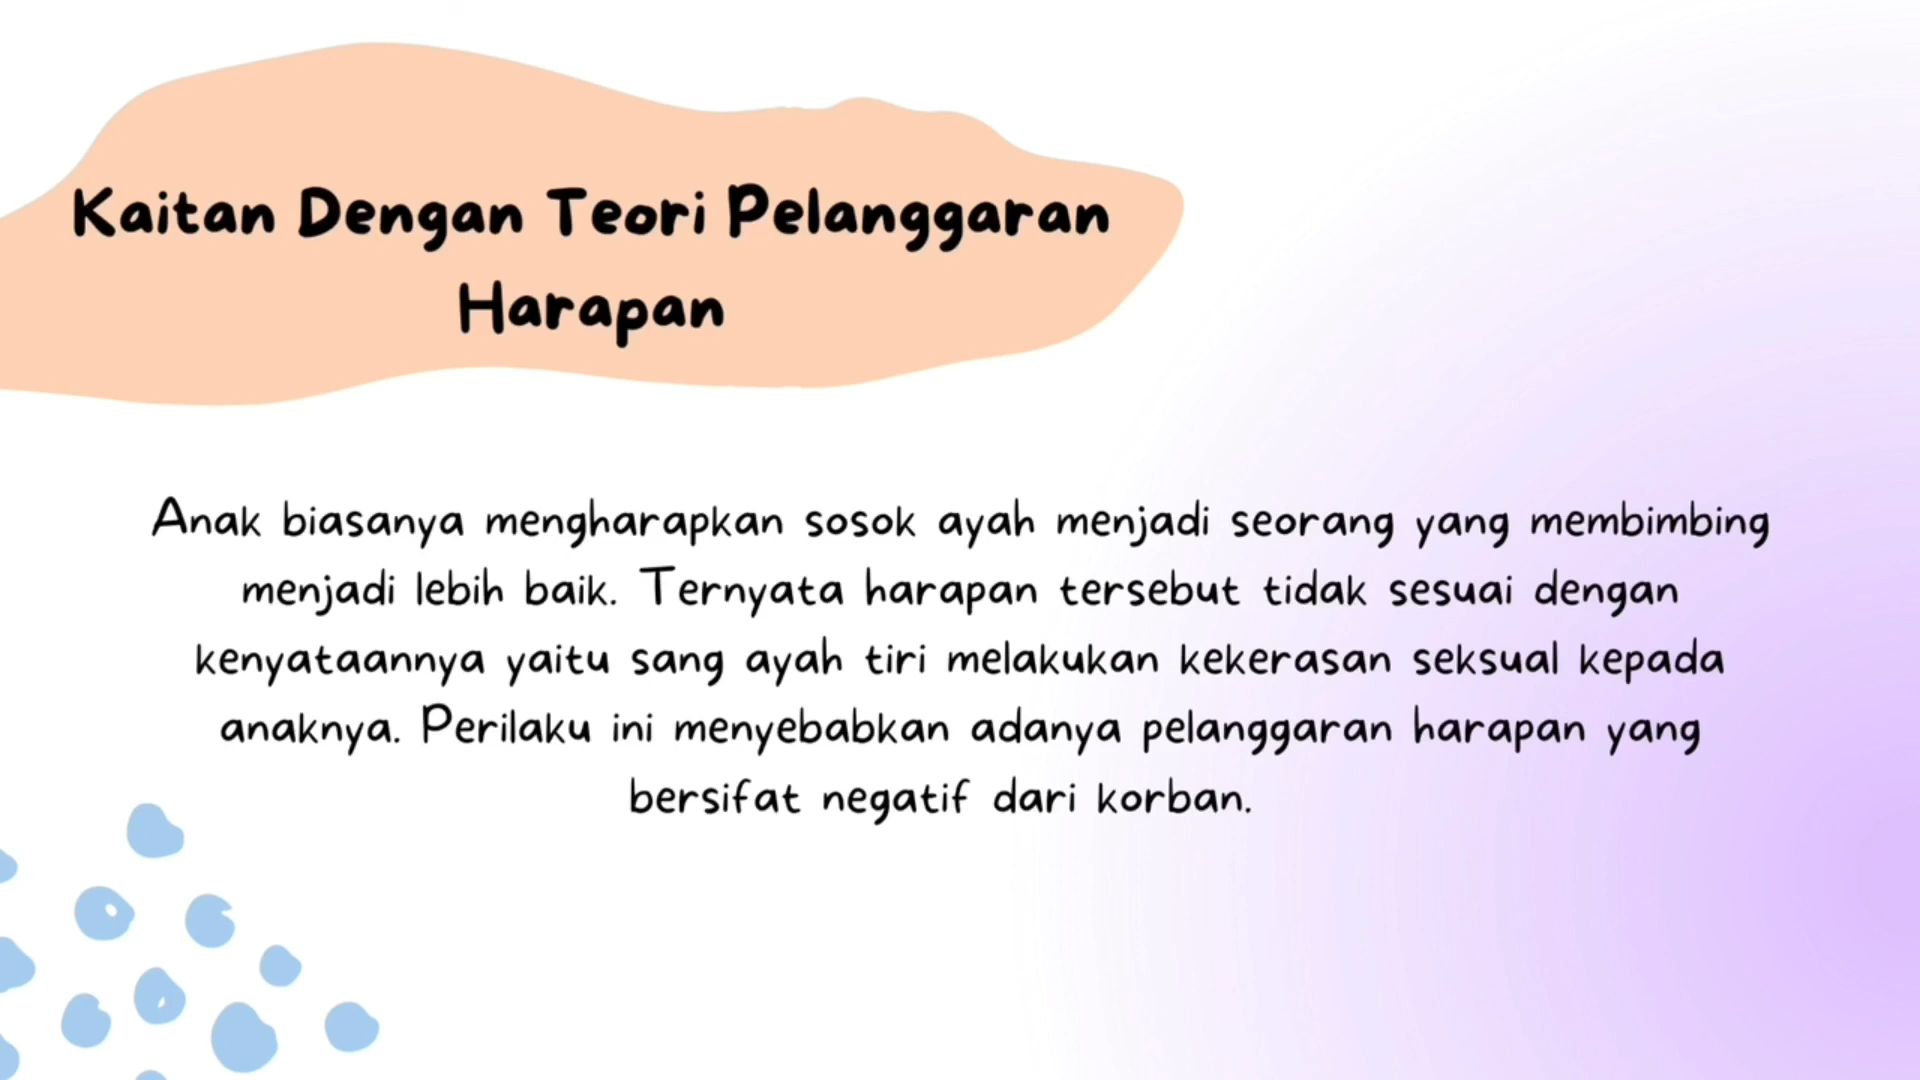 Kaitan Dengan Teori Pelanggaran
Harapan
Anak biasanya mengharapkan sosok ayah menjadi seorang yang membimbing
menjadi lebih baik. Ternyata harapan tersebut tidak sesuai dengan
kenyataannya yaitu sang ayah tiri melakukan kekerasan seksual kepada
anaknya. Perilaku ini menyebabkan adanya pelanggaran harapan yang
bersifat negatif dari korban.